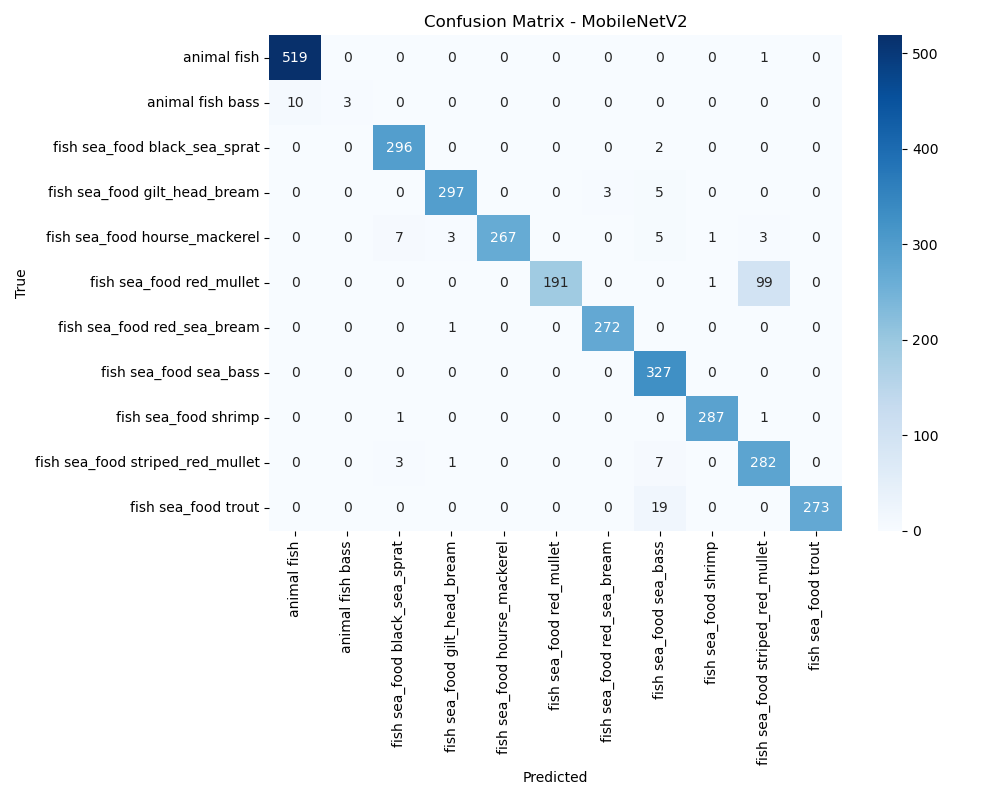 Confusion Matrix - MobileNetV2
animal fish 519 0 0 0 0 0 0 0 0 1 0
animal fish bass 10 3 0 0 0 0 0 0 0 0 0
fish sea_food black_sea_sprat 0 0 296 0 0 0 0 2 0 0 0
fish sea_food gilt_head_bream 0 0 0 297 0 0 3 5 0 0 0
fish sea_food hourse_mackerel 0 0 7 3 267 0 0 5 1 3 0
fish sea_food red_mullet 0 0 0 0 0 191 0 0 1 99 0
fish sea_food red_sea_bream 0 0 0 1 0 0 272 0 0 0 0
fish sea_food sea_bass 0 0 0 0 0 0 0 327 0 0 0
fish sea_food shrimp 0 0 1 0 0 0 0 0 287 1 0
fish sea_food striped_red_mullet 0 0 3 1 0 0 0 7 0 282 0
fish sea_food trout 0 0 0 0 0 0 0 19 0 0 273
True
animal fish
animal fish bass
fish sea_food black_sea_sprat
fish sea_food gilt_head_bream
fish sea_food hourse_mackerel
fish sea_food red_mullet
fish sea_food red_sea_bream
fish sea_food sea_bass
fish sea_food shrimp
fish sea_food striped_red_mullet
fish sea_food trout
Predicted
500
400
300
200
100
0